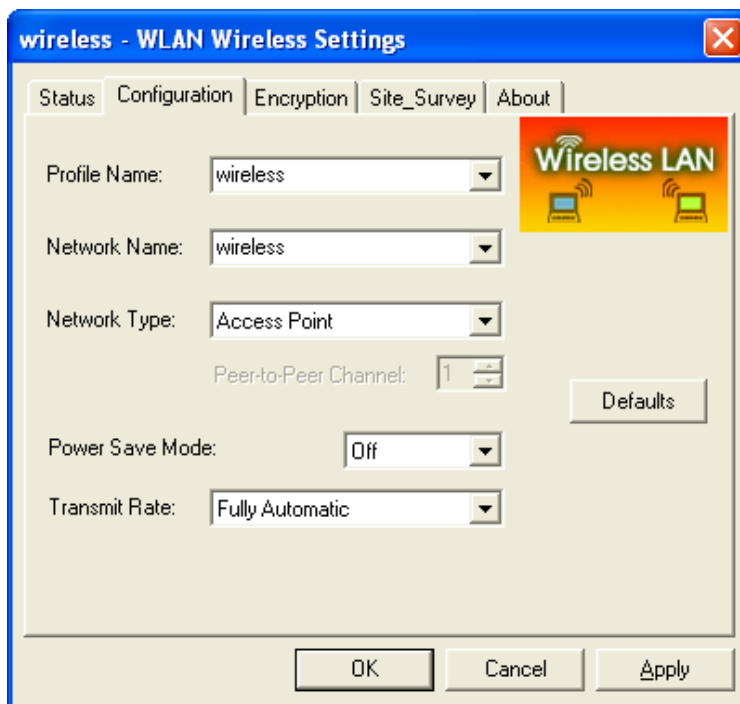 wireless - WLAN Wireless Settings
Status Configuration Encryption Site_Survey About
Wireless LAN
Profile Name: wireless
Network Name: wireless
Network Type: Access Point
Peer-to-Peer Channel: 1
Defaults
Power Save Mode: Off
Transmit Rate: Fully Automatic
OK Cancel Apply